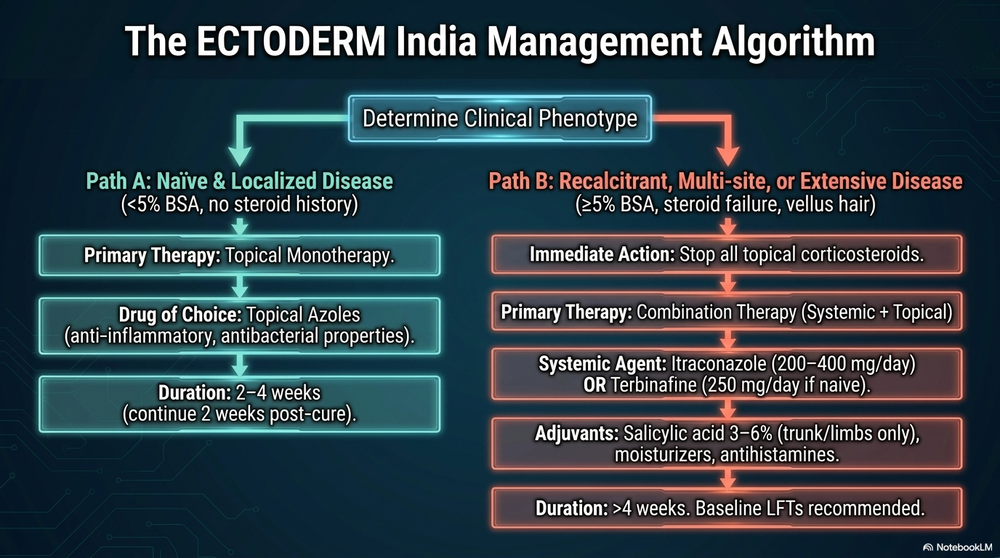 The ECTODERM India Management Algorithm
Determine Clinical Phenotype
Path A: Naïve & Localized Disease
(<5% BSA, no steroid history)
Primary Therapy: Topical Monotherapy.
Drug of Choice: Topical Azoles
(anti-inflammatory, antibacterial properties).
Duration: 2–4 weeks
(continue 2 weeks post-cure).
Path B: Recalcitrant, Multi-site, or Extensive Disease
(≥5% BSA, steroid failure, vellus hair)
Immediate Action: Stop all topical corticosteroids.
Primary Therapy: Combination Therapy (Systemic + Topical)
Systemic Agent: Itraconazole (200–400 mg/day)
OR Terbinafine (250 mg/day if naive).
Adjuvants: Salicylic acid 3–6% (trunk/limbs only),
moisturizers, antihistamines.
Duration: >4 weeks. Baseline LFTs recommended.
NotebookLM